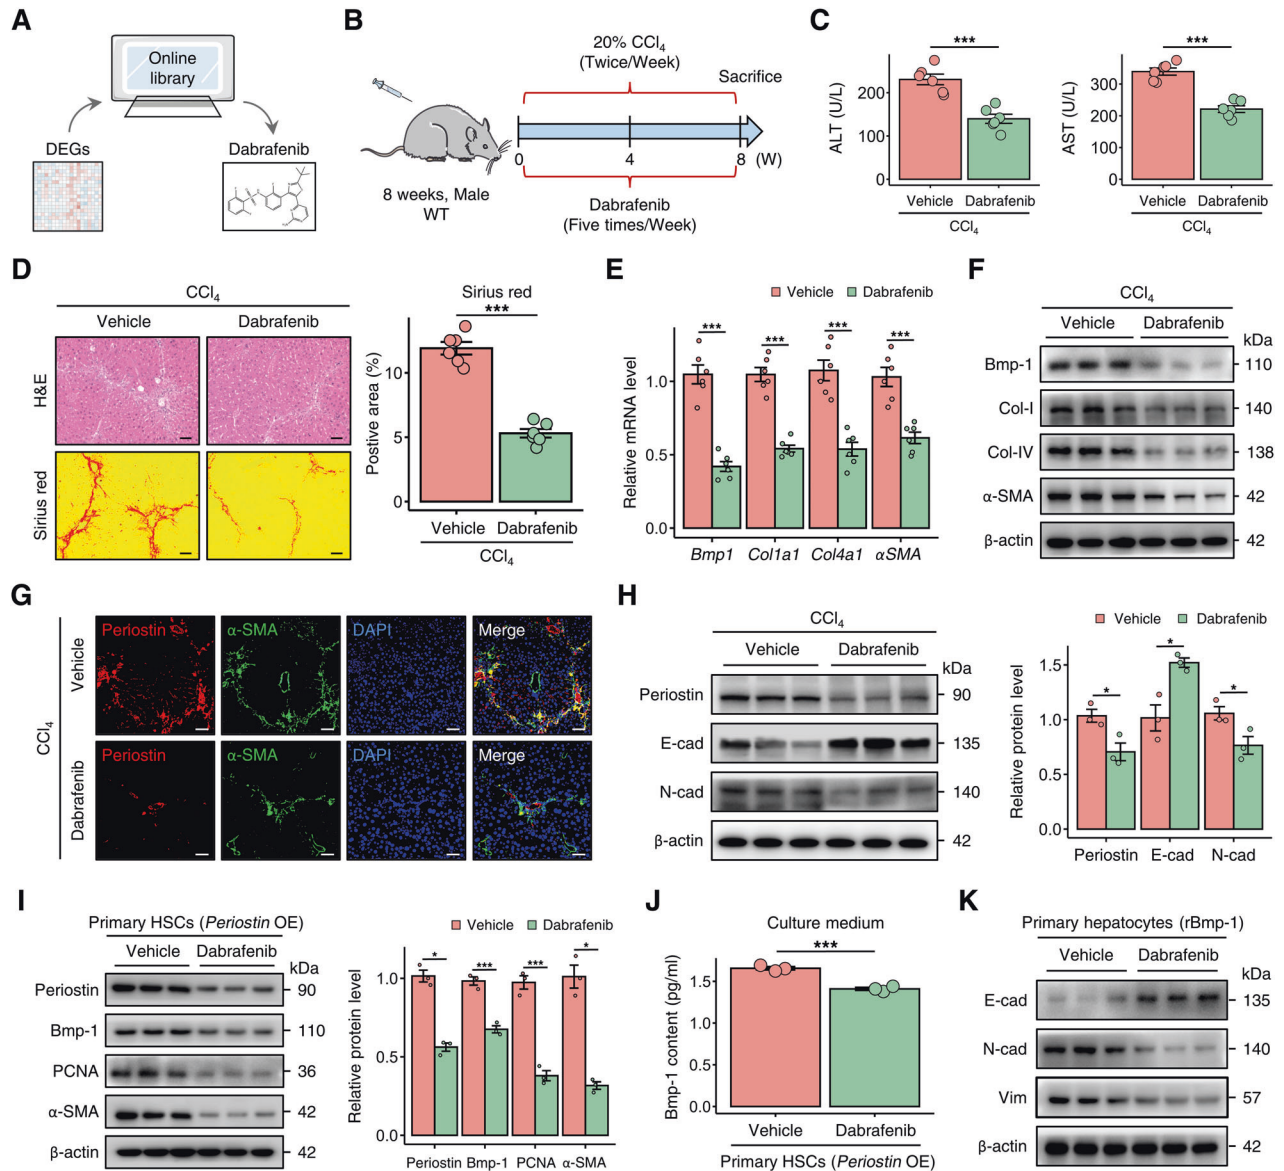 A
Online
library
DEGs
Dabrafenib
B
20% CCl₄
(Twice/Week)
Sacrifice
0
4
8
(W)
8 weeks, Male
WT
Dabrafenib
(Five times/Week)
C
***
ALT (U/L)
200
100
0
Vehicle Dabrafenib
CCl₄
***
AST (U/L)
300
200
100
0
Vehicle Dabrafenib
CCl₄
D
CCl₄
Vehicle
Dabrafenib
H&E
Sirius red
Sirius red
***
Postive area (%)
10
5
0
Vehicle Dabrafenib
CCl₄
E
Vehicle Dabrafenib
Relative mRNA level
1.0
0.5
0.0
***
***
***
***
Bmp1 Col1a1 Col4a1 αSMA
F
CCl₄
Vehicle Dabrafenib
kDa
Bmp-1 110
Col-I 140
Col-IV 138
α-SMA 42
β-actin 42
G
CCl₄
Vehicle
Periostin α-SMA DAPI Merge
Dabrafenib
Periostin α-SMA DAPI Merge
H
CCl₄
Vehicle Dabrafenib
kDa
Periostin 90
E-cad 135
N-cad 140
β-actin 42
Vehicle Dabrafenib
Relative protein level
1.5
1.0
0.5
0.0
*
*
*
Periostin E-cad N-cad
I
Primary HSCs (Periostin OE)
Vehicle Dabrafenib
kDa
Periostin 90
Bmp-1 110
PCNA 36
α-SMA 42
β-actin 42
Vehicle Dabrafenib
Relative protein level
1.0
0.5
0.0
*
***
***
*
Periostin Bmp-1 PCNA α-SMA
J
Culture medium
***
Bmp-1 content (pg/ml)
1.5
1.0
1.5
0.0
Vehicle Dabrafenib
Primary HSCs (Periostin OE)
K
Primary hepatocytes (rBmp-1)
Vehicle Dabrafenib
kDa
E-cad 135
N-cad 140
Vim 57
β-actin 42